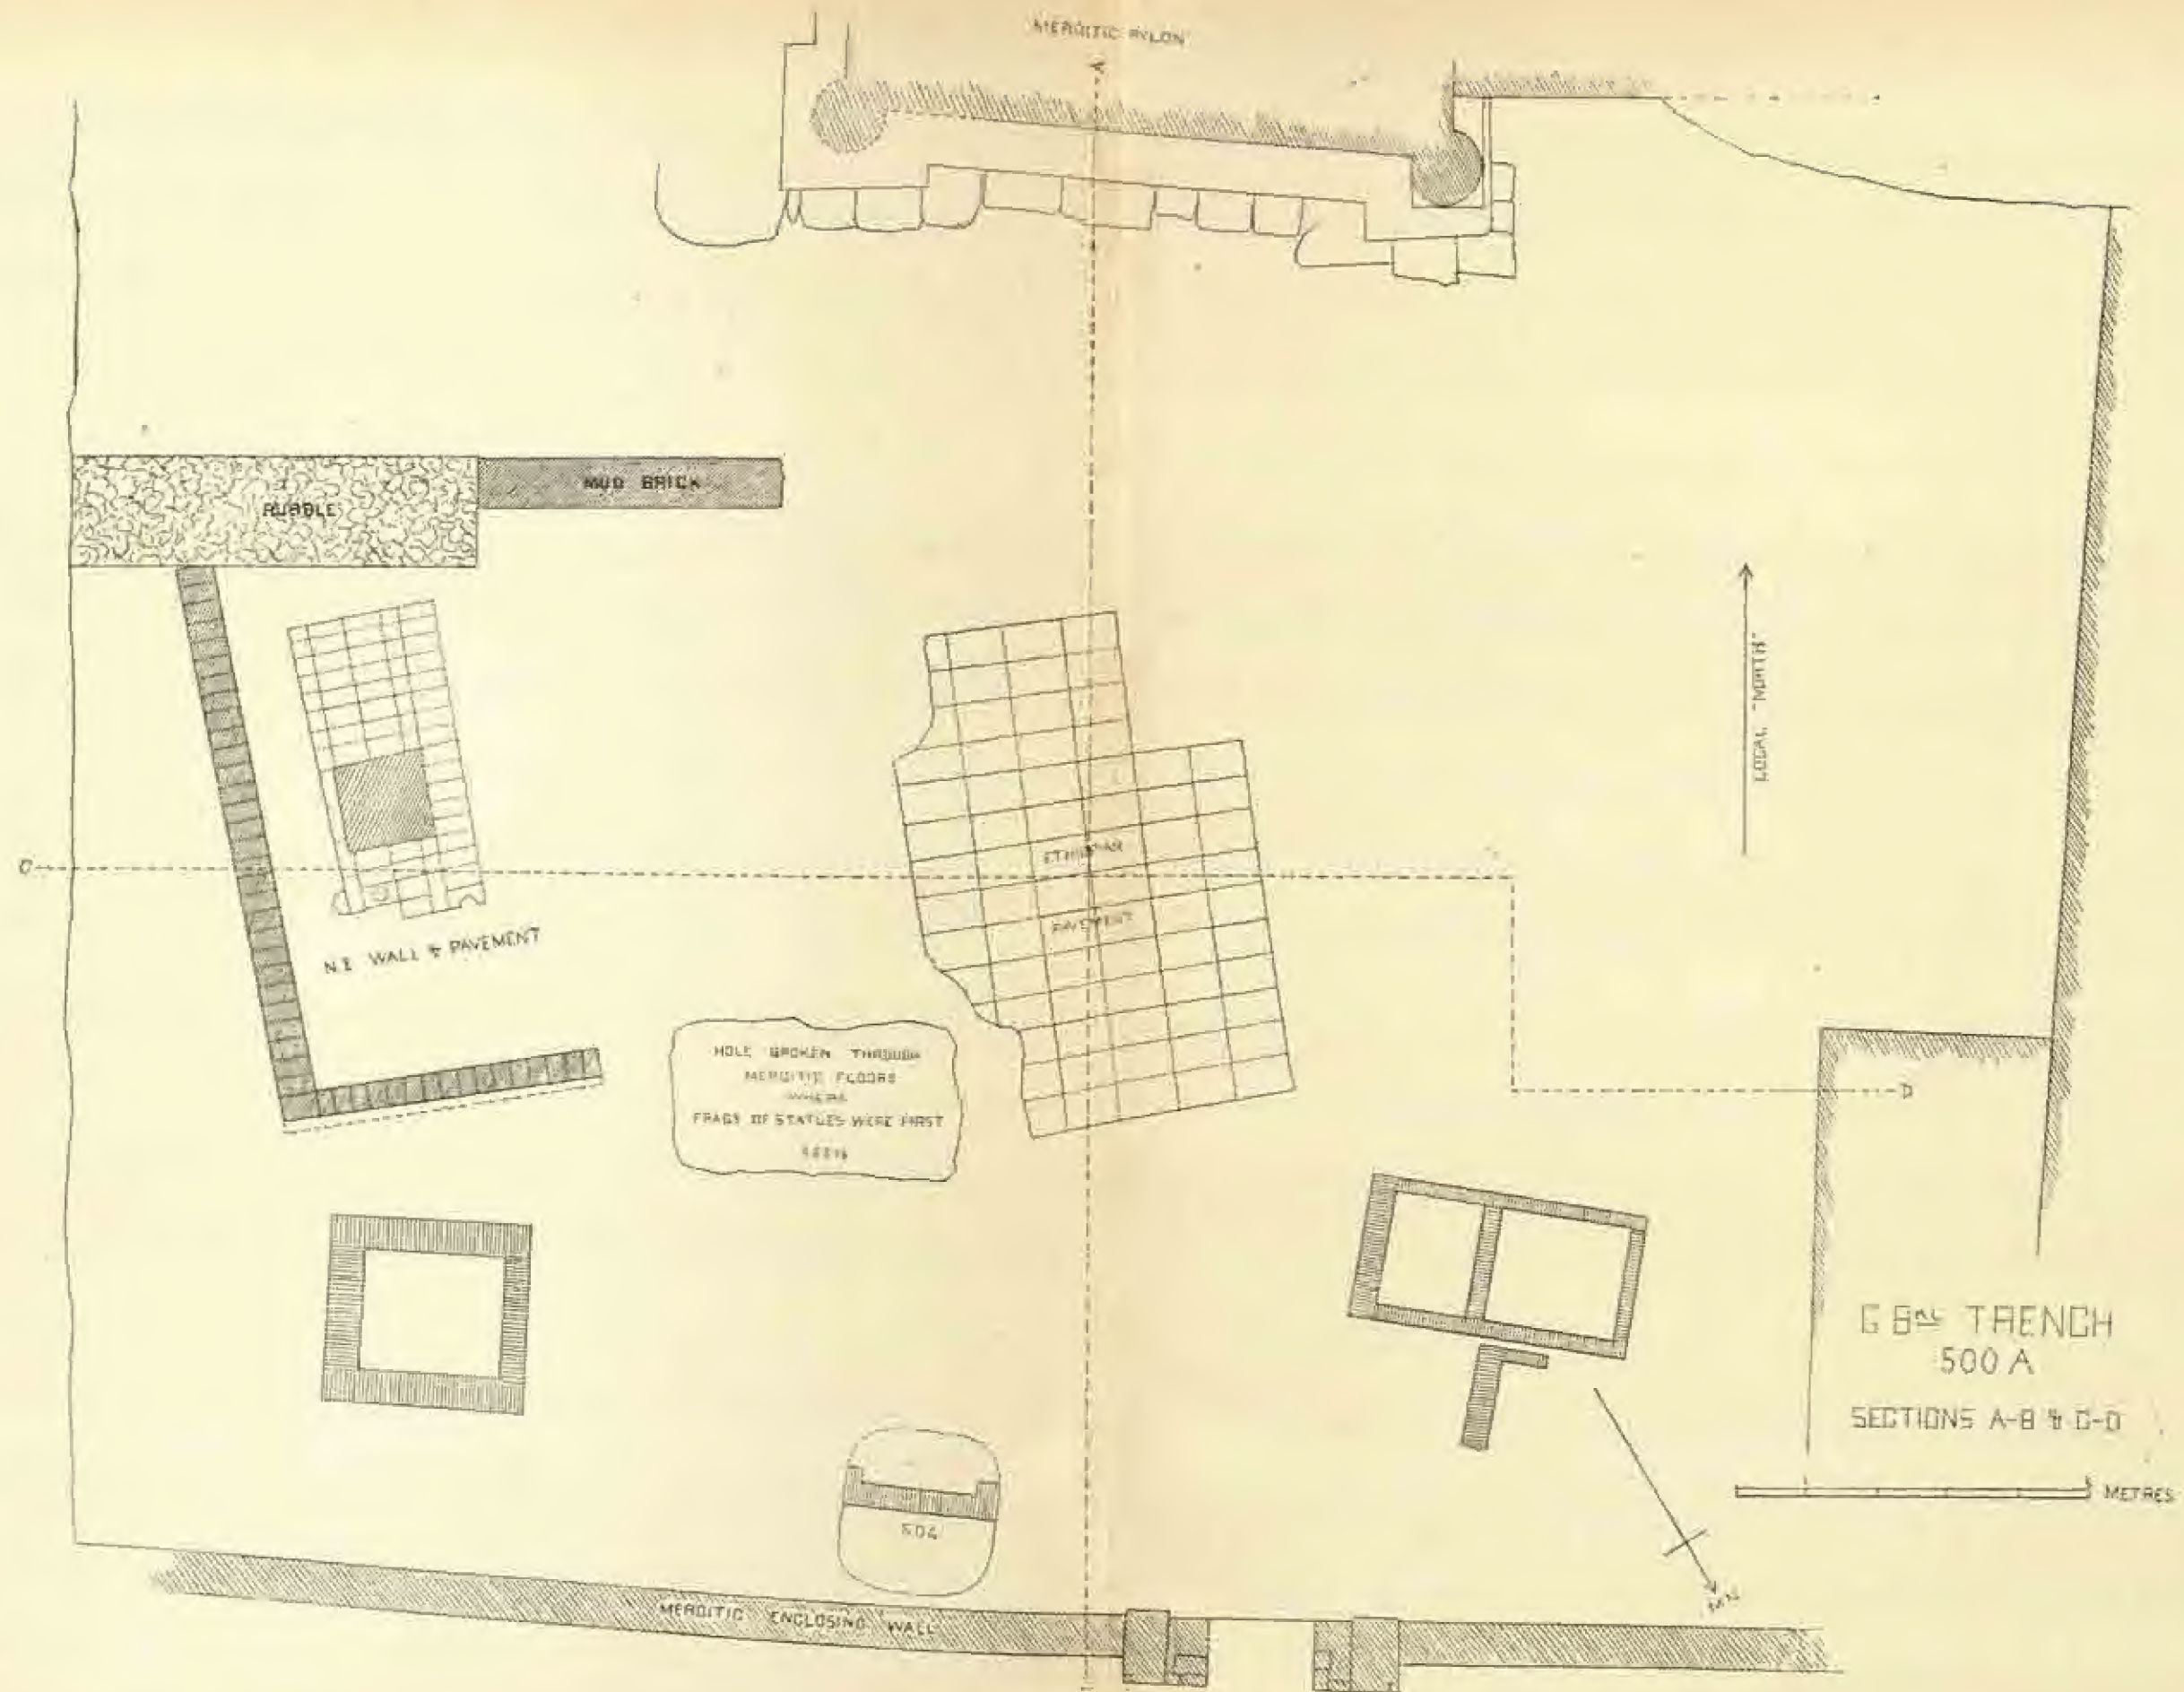 MEROITIC PYLON
A
MUD BRICK
RUBBLE
LOCAL "NORTH"
C
ETHIOPIAN
PAVEMENT
N.E. WALL & PAVEMENT
HOLE BROKEN THROUGH
MEROITIC FLOORS
WHERE
FRAGS OF STATUES WERE FIRST
SEEN
D
TRENCH
500 A
SECTIONS A-B & C-D
METRES
504
MN
MEROITIC ENCLOSING WALL